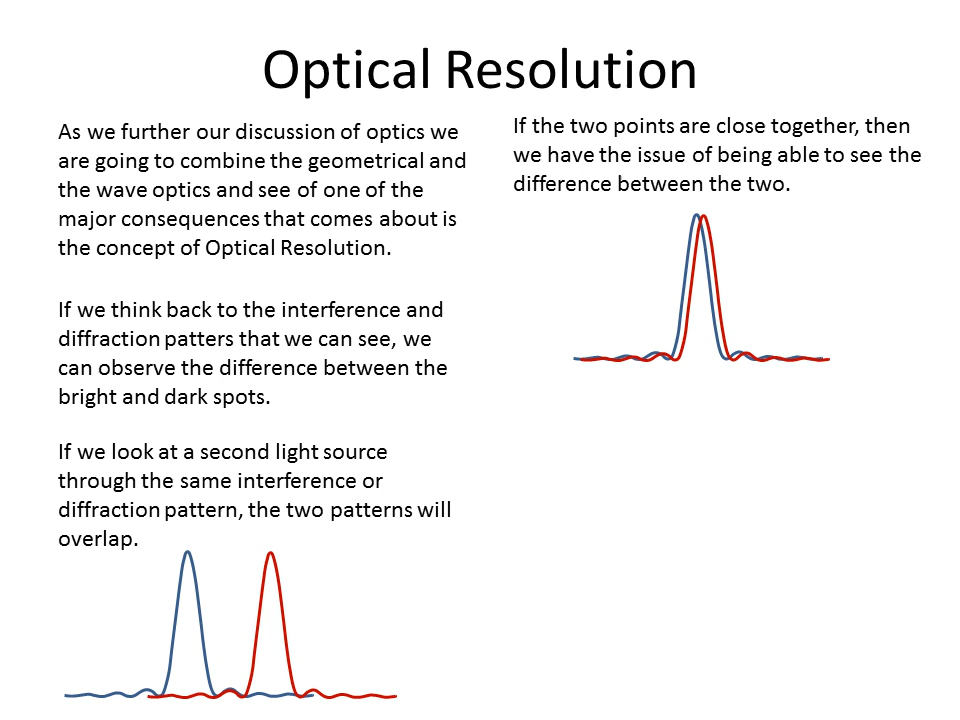 Optical Resolution
As we further our discussion of optics we
are going to combine the geometrical and
the wave optics and see of one of the
major consequences that comes about is
the concept of Optical Resolution.
If we think back to the interference and
diffraction patters that we can see, we
can observe the difference between the
bright and dark spots.
If we look at a second light source
through the same interference or
diffraction pattern, the two patterns will
overlap.
If the two points are close together, then
we have the issue of being able to see the
difference between the two.